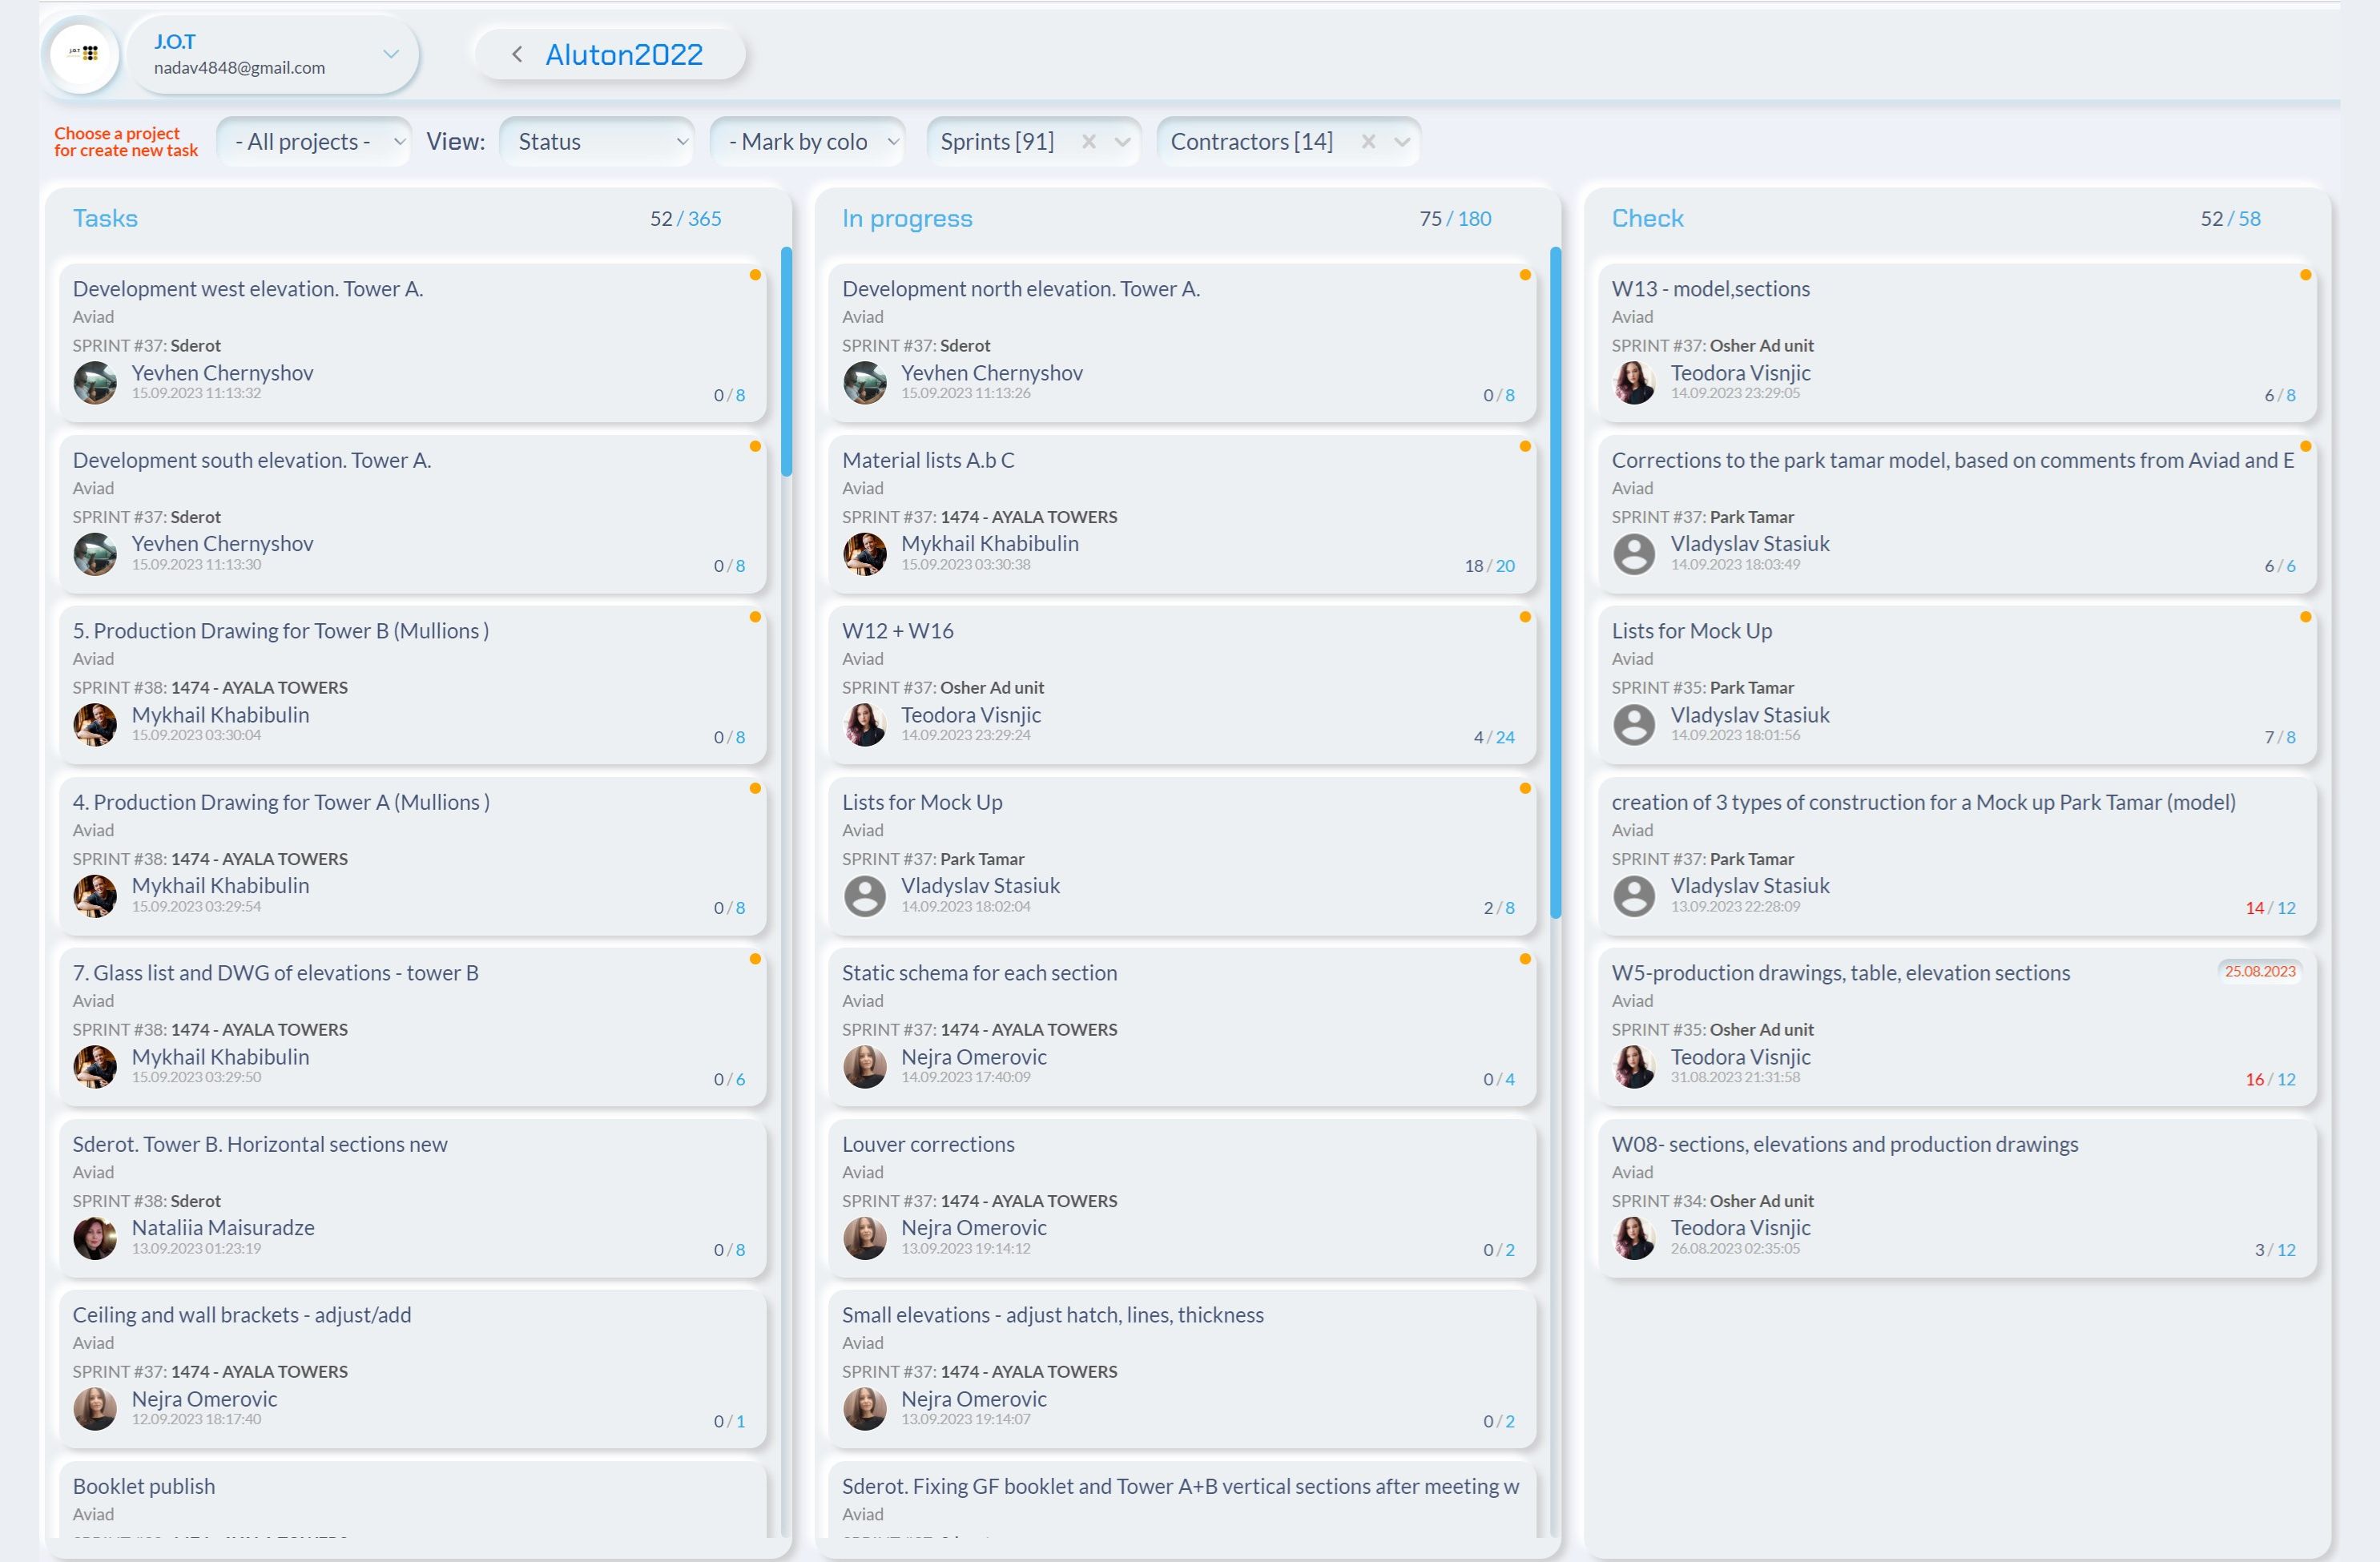 J.O.T
nadav4848@gmail.com
Aluton2022
Choose a project
for create new task
- All projects -
View:
Status
- Mark by colo
Sprints [91]
Contractors [14]
Tasks
52 / 365
Development west elevation. Tower A.
Aviad
SPRINT #37: Sderot
Yevhen Chernyshov
15.09.2023 11:13:32
0 / 8
Development south elevation. Tower A.
Aviad
SPRINT #37: Sderot
Yevhen Chernyshov
15.09.2023 11:13:30
0 / 8
5. Production Drawing for Tower B (Mullions )
Aviad
SPRINT #38: 1474 - AYALA TOWERS
Mykhail Khabibulin
15.09.2023 03:30:04
0 / 8
4. Production Drawing for Tower A (Mullions )
Aviad
SPRINT #38: 1474 - AYALA TOWERS
Mykhail Khabibulin
15.09.2023 03:29:54
0 / 8
7. Glass list and DWG of elevations - tower B
Aviad
SPRINT #38: 1474 - AYALA TOWERS
Mykhail Khabibulin
15.09.2023 03:29:50
0 / 6
Sderot. Tower B. Horizontal sections new
Aviad
SPRINT #38: Sderot
Nataliia Maisuradze
13.09.2023 01:23:19
0 / 8
Ceiling and wall brackets - adjust/add
Aviad
SPRINT #37: 1474 - AYALA TOWERS
Nejra Omerovic
12.09.2023 18:17:40
0 / 1
Booklet publish
Aviad
In progress
75 / 180
Development north elevation. Tower A.
Aviad
SPRINT #37: Sderot
Yevhen Chernyshov
15.09.2023 11:13:26
0 / 8
Material lists A.b C
Aviad
SPRINT #37: 1474 - AYALA TOWERS
Mykhail Khabibulin
15.09.2023 03:30:38
18 / 20
W12 + W16
Aviad
SPRINT #37: Osher Ad unit
Teodora Visnjic
14.09.2023 23:29:24
4 / 24
Lists for Mock Up
Aviad
SPRINT #37: Park Tamar
Vladyslav Stasiuk
14.09.2023 18:02:04
2 / 8
Static schema for each section
Aviad
SPRINT #37: 1474 - AYALA TOWERS
Nejra Omerovic
14.09.2023 17:40:09
0 / 4
Louver corrections
Aviad
SPRINT #37: 1474 - AYALA TOWERS
Nejra Omerovic
13.09.2023 19:14:12
0 / 2
Small elevations - adjust hatch, lines, thickness
Aviad
SPRINT #37: 1474 - AYALA TOWERS
Nejra Omerovic
13.09.2023 19:14:07
0 / 2
Sderot. Fixing GF booklet and Tower A+B vertical sections after meeting w
Aviad
Check
52 / 58
W13 - model,sections
Aviad
SPRINT #37: Osher Ad unit
Teodora Visnjic
14.09.2023 23:29:05
6 / 8
Corrections to the park tamar model, based on comments from Aviad and E
Aviad
SPRINT #37: Park Tamar
Vladyslav Stasiuk
14.09.2023 18:03:49
6 / 6
Lists for Mock Up
Aviad
SPRINT #35: Park Tamar
Vladyslav Stasiuk
14.09.2023 18:01:56
7 / 8
creation of 3 types of construction for a Mock up Park Tamar (model)
Aviad
SPRINT #37: Park Tamar
Vladyslav Stasiuk
13.09.2023 22:28:09
14 / 12
W5-production drawings, table, elevation sections
25.08.2023
Aviad
SPRINT #35: Osher Ad unit
Teodora Visnjic
31.08.2023 21:31:58
16 / 12
W08- sections, elevations and production drawings
Aviad
SPRINT #34: Osher Ad unit
Teodora Visnjic
26.08.2023 02:35:05
3 / 12